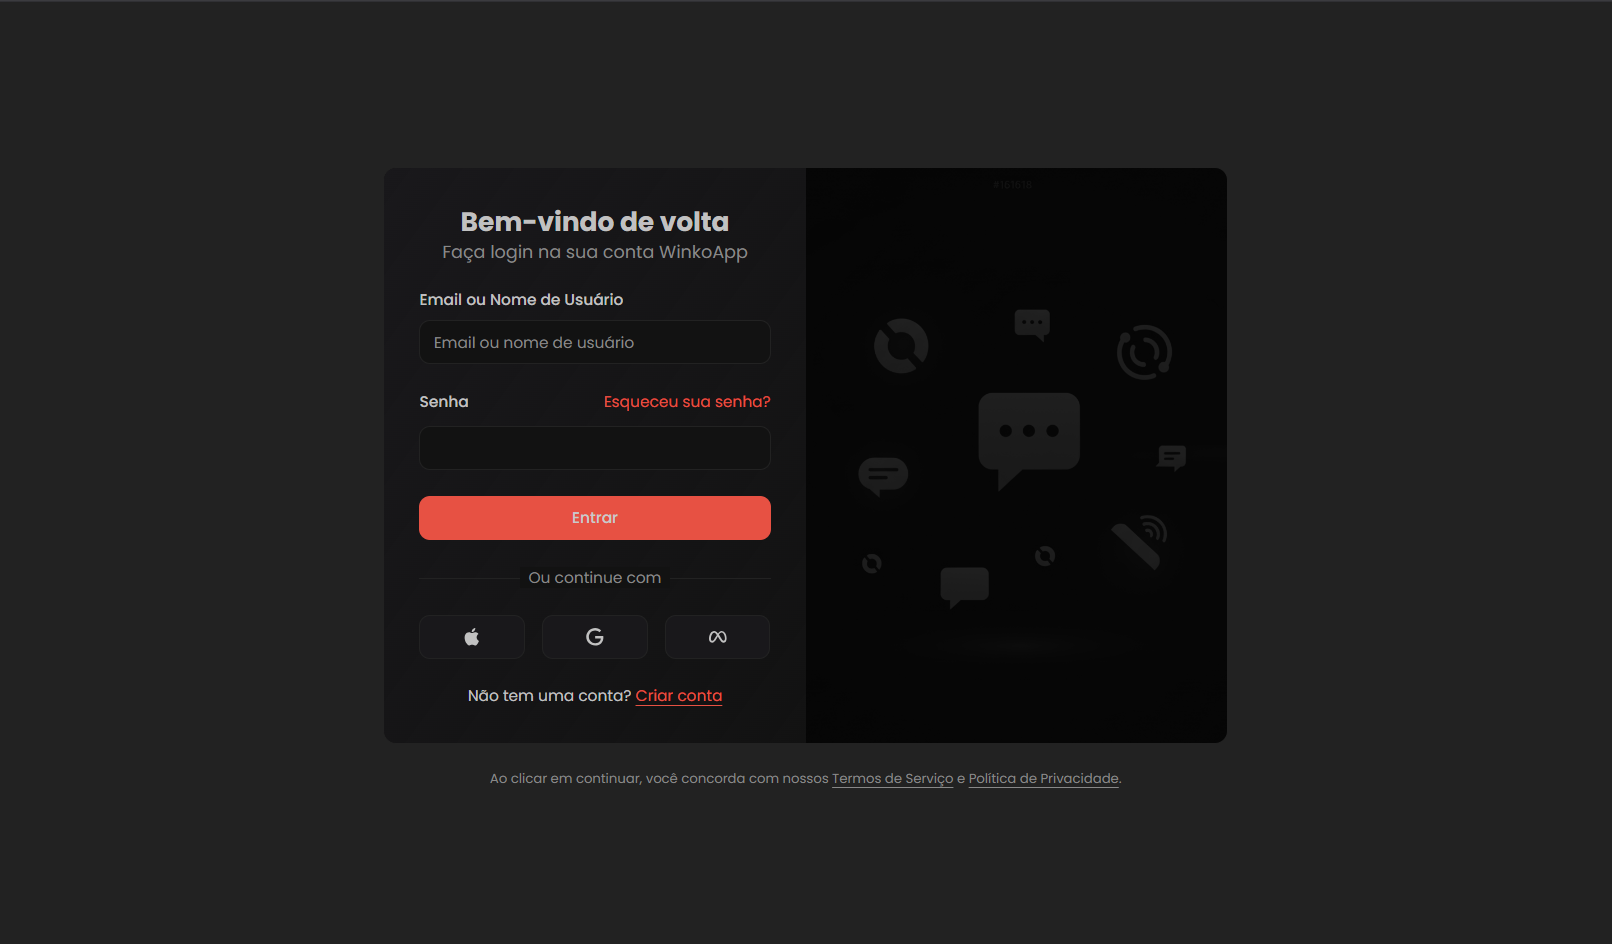 Bem-vindo de volta
Faça login na sua conta WinkoApp
Email ou Nome de Usuário
Email ou nome de usuário
Senha
Esqueceu sua senha?
Entrar
Ou continue com
Não tem uma conta? Criar conta
Ao clicar em continuar, você concorda com nossos Termos de Serviço e Política de Privacidade.